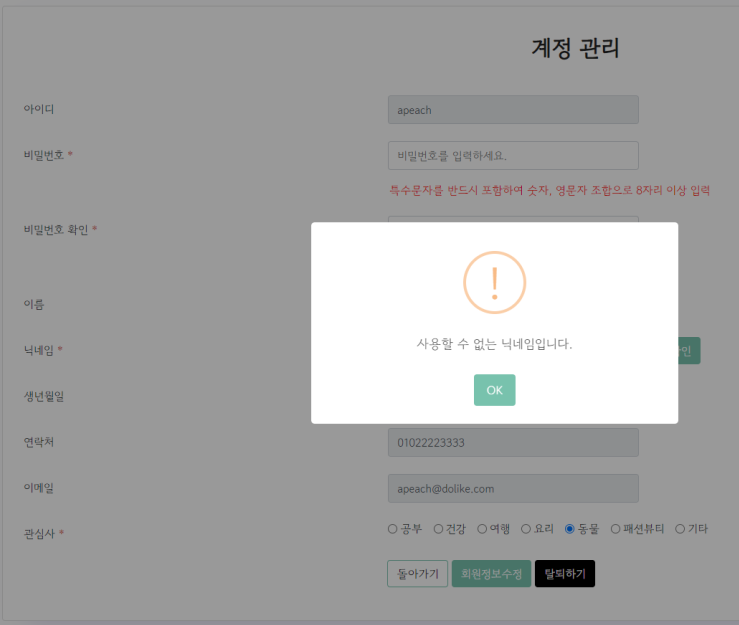 계정 관리
아이디
apeach
비밀번호 *
비밀번호를 입력하세요.
특수문자를 반드시 포함하여 숫자, 영문자 조합으로 8자리 이상 입력
비밀번호 확인 *
!
사용할 수 없는 닉네임입니다.
OK
이름
닉네임 *
생년월일
연락처
01022223333
이메일
apeach@dolike.com
관심사 *
공부 건강 여행 요리 동물 패션뷰티 기타
돌아가기 회원정보수정 탈퇴하기